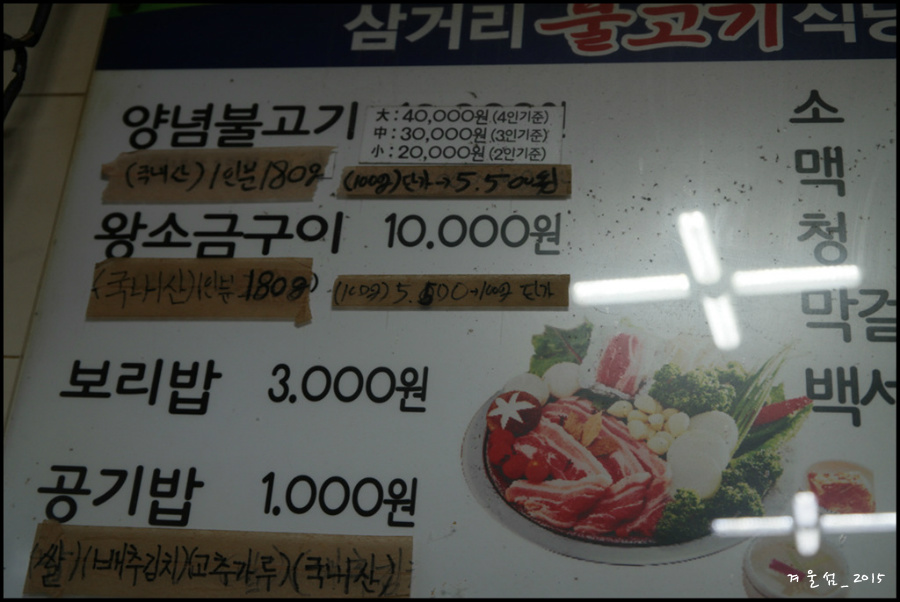 삼거리 불고기 식당
양념불고기
大 : 40,000원 (4인기준)
中 : 30,000원 (3인기준)
小 : 20,000원 (2인기준)
(국내산) 1인분 180g
(100g) 단가→ 5.500원
왕소금구이 10.000원
(국내산) 1인분 180g)
(100g) 5.500→100g 단가
보리밥 3.000원
공기밥 1.000원
쌀)(배추김치)(고추가루)(국내산)
소
맥
청
막걸
백세
겨울섬_2015